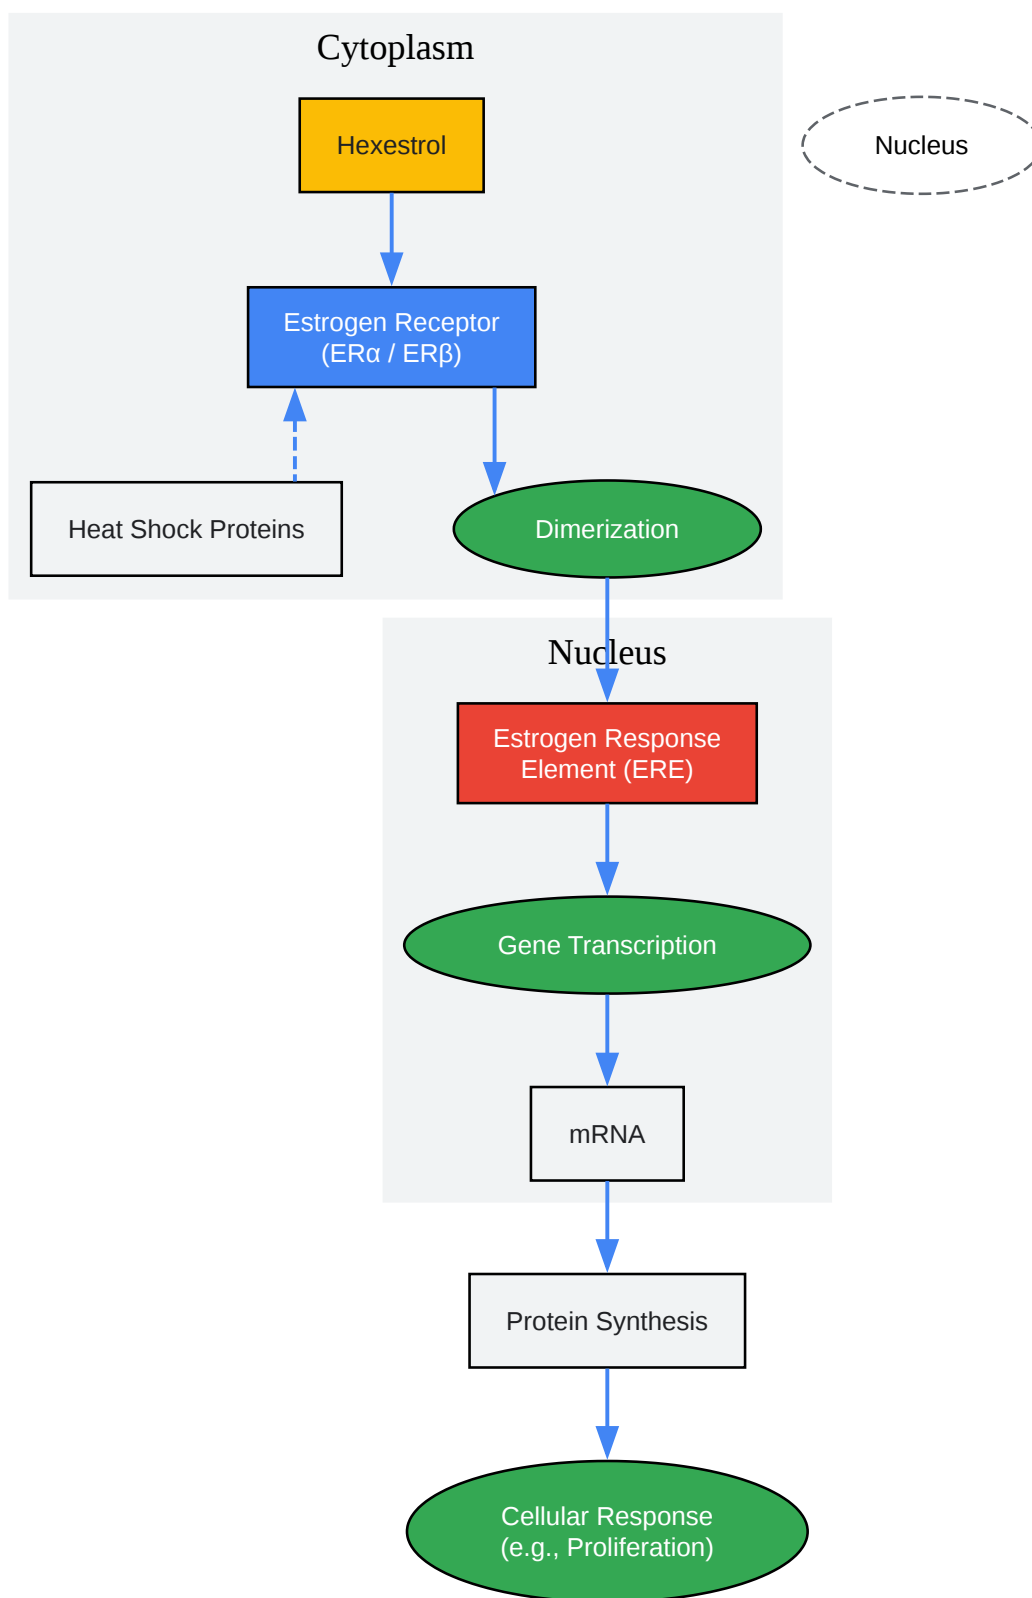 Cytoplasm
Hexestrol
Nucleus
Estrogen Receptor
(ERα / ERβ)
Heat Shock Proteins
Dimerization
Nucleus
Estrogen Response
Element (ERE)
Gene Transcription
mRNA
Protein Synthesis
Cellular Response
(e.g., Proliferation)